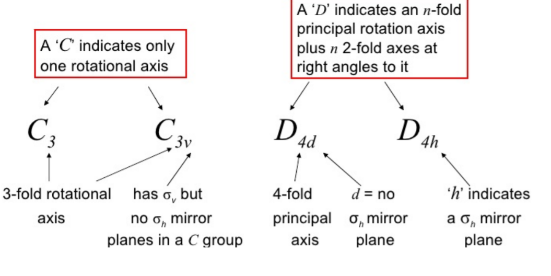 A 'C' indicates only
one rotational axis
A 'D' indicates an n-fold
principal rotation axis
plus n 2-fold axes at
right angles to it
C3
C3v
D4d
D4h
3-fold rotational
axis
has σv but
no σh mirror
planes in a C group
4-fold
principal
axis
d = no
σh mirror
plane
'h' indicates
a σh mirror
plane